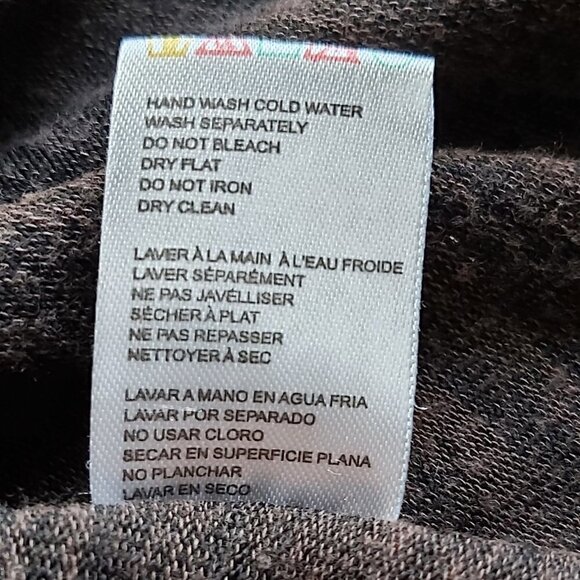 HAND WASH COLD WATER
WASH SEPARATELY
DO NOT BLEACH
DRY FLAT
DO NOT IRON
DRY CLEAN
LAVER À LA MAIN À L'EAU FROIDE
LAVER SÉPARÉMENT
NE PAS JAVÉLLISER
SÉCHER À PLAT
NE PAS REPASSER
NETTOYER À SEC
LAVAR A MANO EN AGUA FRIA
LAVAR POR SEPARADO
NO USAR CLORO
SECAR EN SUPERFICIE PLANA
NO PLANCHAR
LAVAR EN SECO